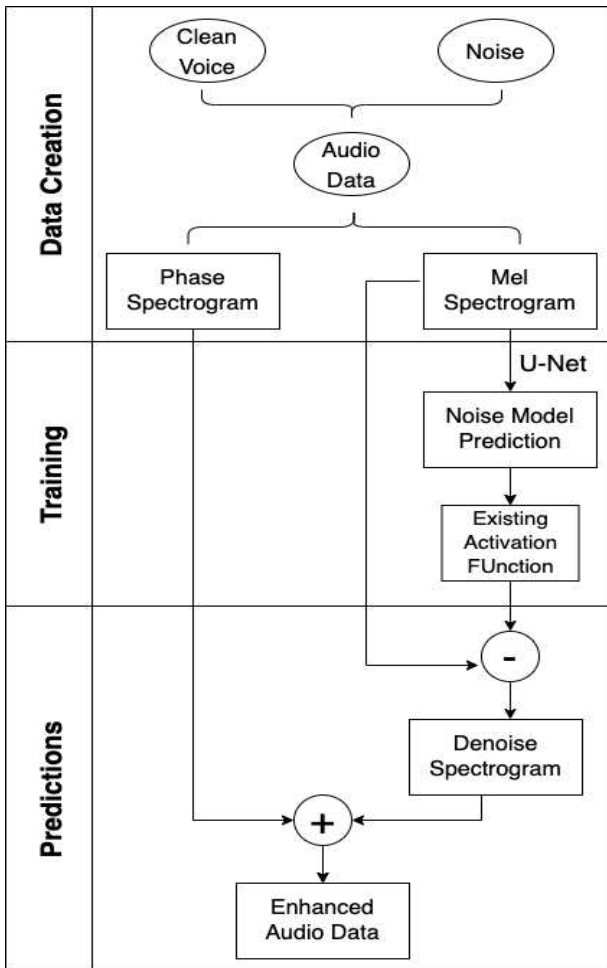 Data Creation
Clean
Voice
Noise
Audio
Data
Phase
Spectrogram
Mel
Spectrogram
Training
U-Net
Noise Model
Prediction
Existing
Activation
FUnction
Predictions
-
Denoise
Spectrogram
+
Enhanced
Audio Data